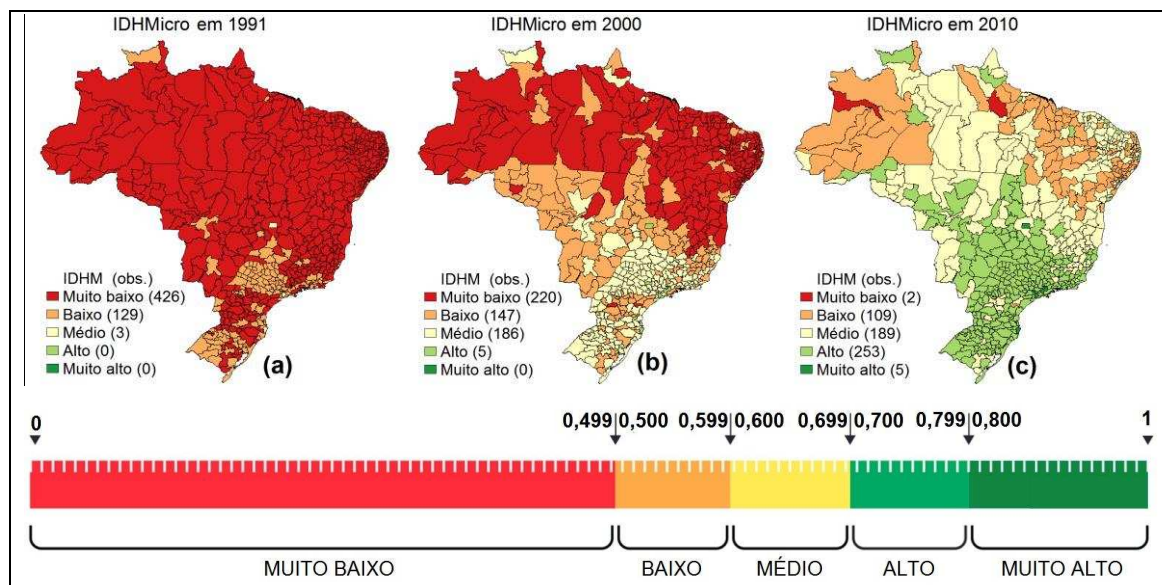 IDHMicro em 1991
IDHM (obs.)
Muito baixo (426)
Baixo (129)
Médio (3)
Alto (0)
Muito alto (0)
(a)
IDHMicro em 2000
IDHM (obs.)
Muito baixo (220)
Baixo (147)
Médio (186)
Alto (5)
Muito alto (0)
(b)
IDHMicro em 2010
IDHM (obs.)
Muito baixo (2)
Baixo (109)
Médio (189)
Alto (253)
Muito alto (5)
(c)
0 0,499 0,500 0,599 0,600 0,699 0,700 0,799 0,800 1
MUITO BAIXO BAIXO MÉDIO ALTO MUITO ALTO